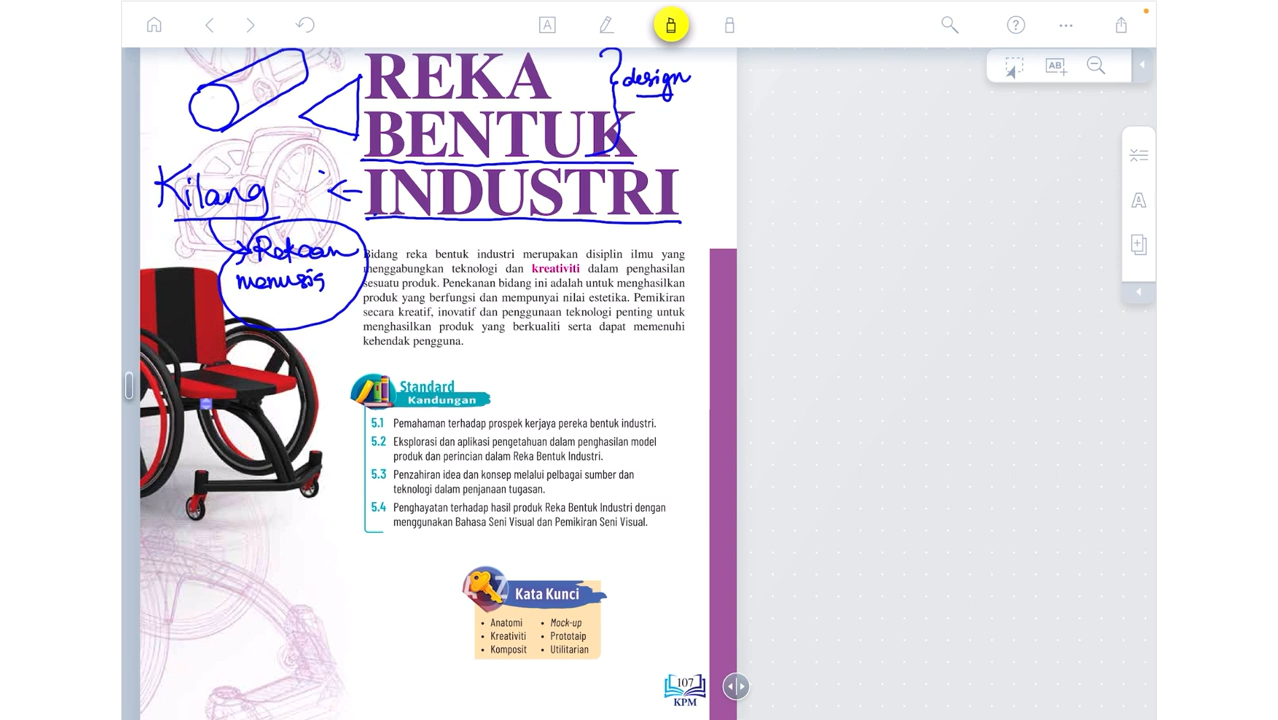 A
?
AB
REKA
BENTUK
INDUSTRI
design
Kilang
Rekaan
manusia
Bidang reka bentuk industri merupakan disiplin ilmu yang
menggabungkan teknologi dan kreativiti dalam penghasilan
sesuatu produk. Penekanan bidang ini adalah untuk menghasilkan
produk yang berfungsi dan mempunyai nilai estetika. Pemikiran
secara kreatif, inovatif dan penggunaan teknologi penting untuk
menghasilkan produk yang berkualiti serta dapat memenuhi
kehendak pengguna.
Standard
Kandungan
5.1 Pemahaman terhadap prospek kerjaya pereka bentuk industri.
5.2 Eksplorasi dan aplikasi pengetahuan dalam penghasilan model
produk dan perincian dalam Reka Bentuk Industri.
5.3 Penzahiran idea dan konsep melalui pelbagai sumber dan
teknologi dalam penjanaan tugasan.
5.4 Penghayatan terhadap hasil produk Reka Bentuk Industri dengan
menggunakan Bahasa Seni Visual dan Pemikiran Seni Visual.
A Z
Kata Kunci
• Anatomi • Mock-up
• Kreativiti • Prototaip
• Komposit • Utilitarian
107
KPM
A